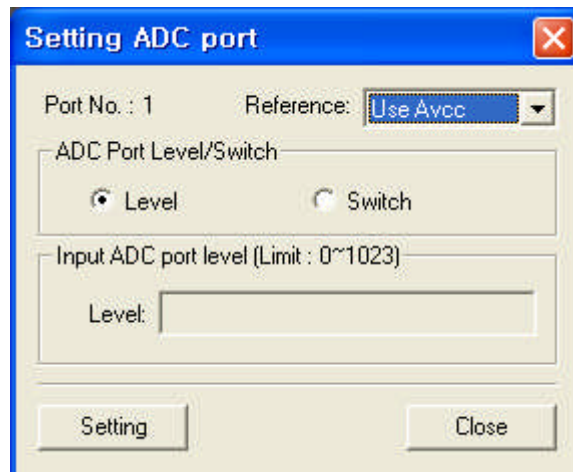 Setting ADC port
Port No. : 1 Reference: Use Avcc
ADC Port Level/Switch
Level Switch
Input ADC port level (Limit : 0~1023)
Level:
Setting Close